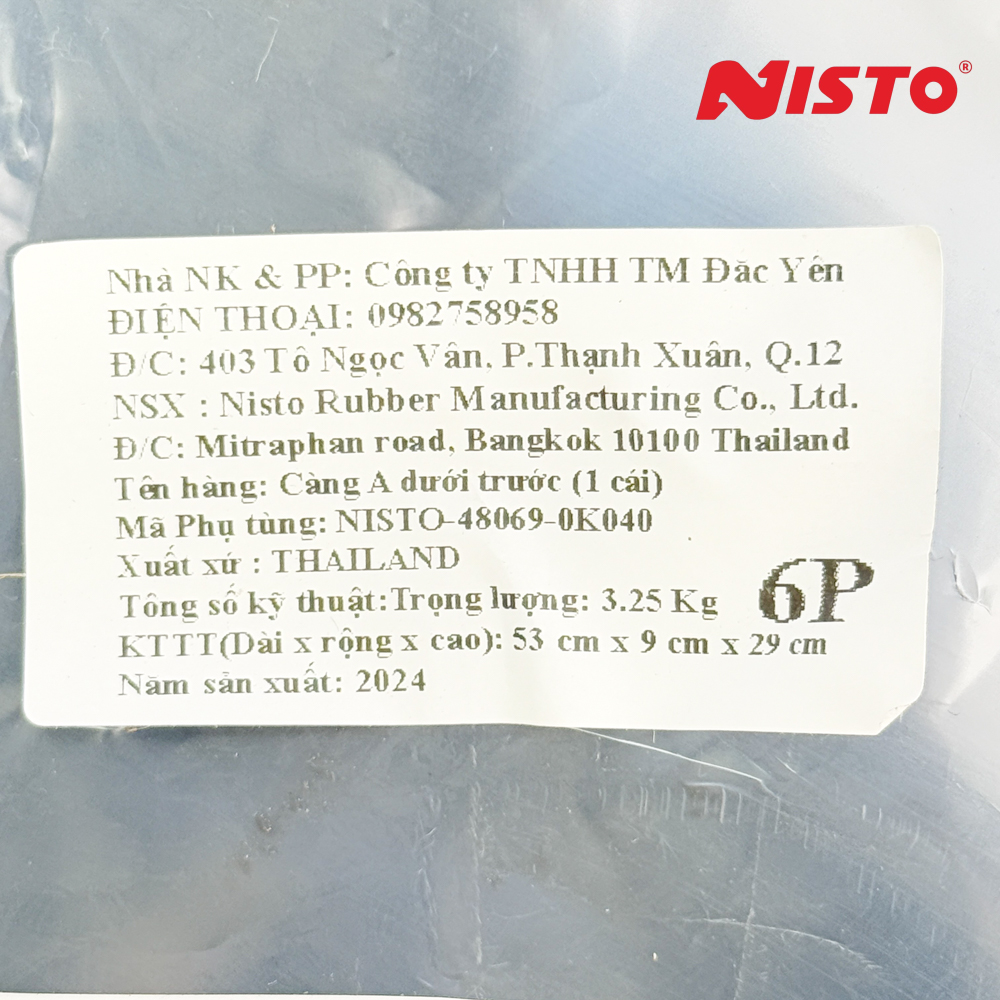 NISTO®
Nhà NK & PP: Công ty TNHH TM Đăc Yên
ĐIỆN THOẠI: 0982758958
Đ/C: 403 Tô Ngọc Vân, P.Thạnh Xuân, Q.12
NSX : Nisto Rubber Manufacturing Co., Ltd.
Đ/C: Mitraphan road, Bangkok 10100 Thailand
Tên hàng: Càng A dưới trước (1 cái)
Mã Phụ tùng: NISTO-48069-0K040
Xuất xứ : THAILAND
Tông số kỹ thuật:Trọng lượng: 3.25 Kg
6P
KTTT(Dài x rộng x cao): 53 cm x 9 cm x 29 cm
Năm sản xuất: 2024